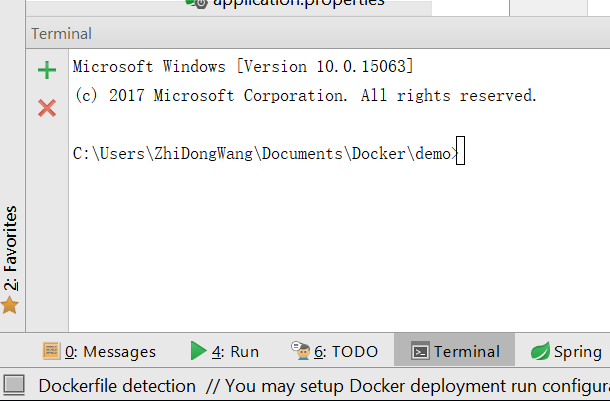 application.properties
Terminal
Microsoft Windows [Version 10.0.15063]
(c) 2017 Microsoft Corporation. All rights reserved.
C:\Users\ZhiDongWang\Documents\Docker\demo>
2: Favorites
0: Messages 4: Run 6: TODO Terminal Spring
Dockerfile detection // You may setup Docker deployment run configura